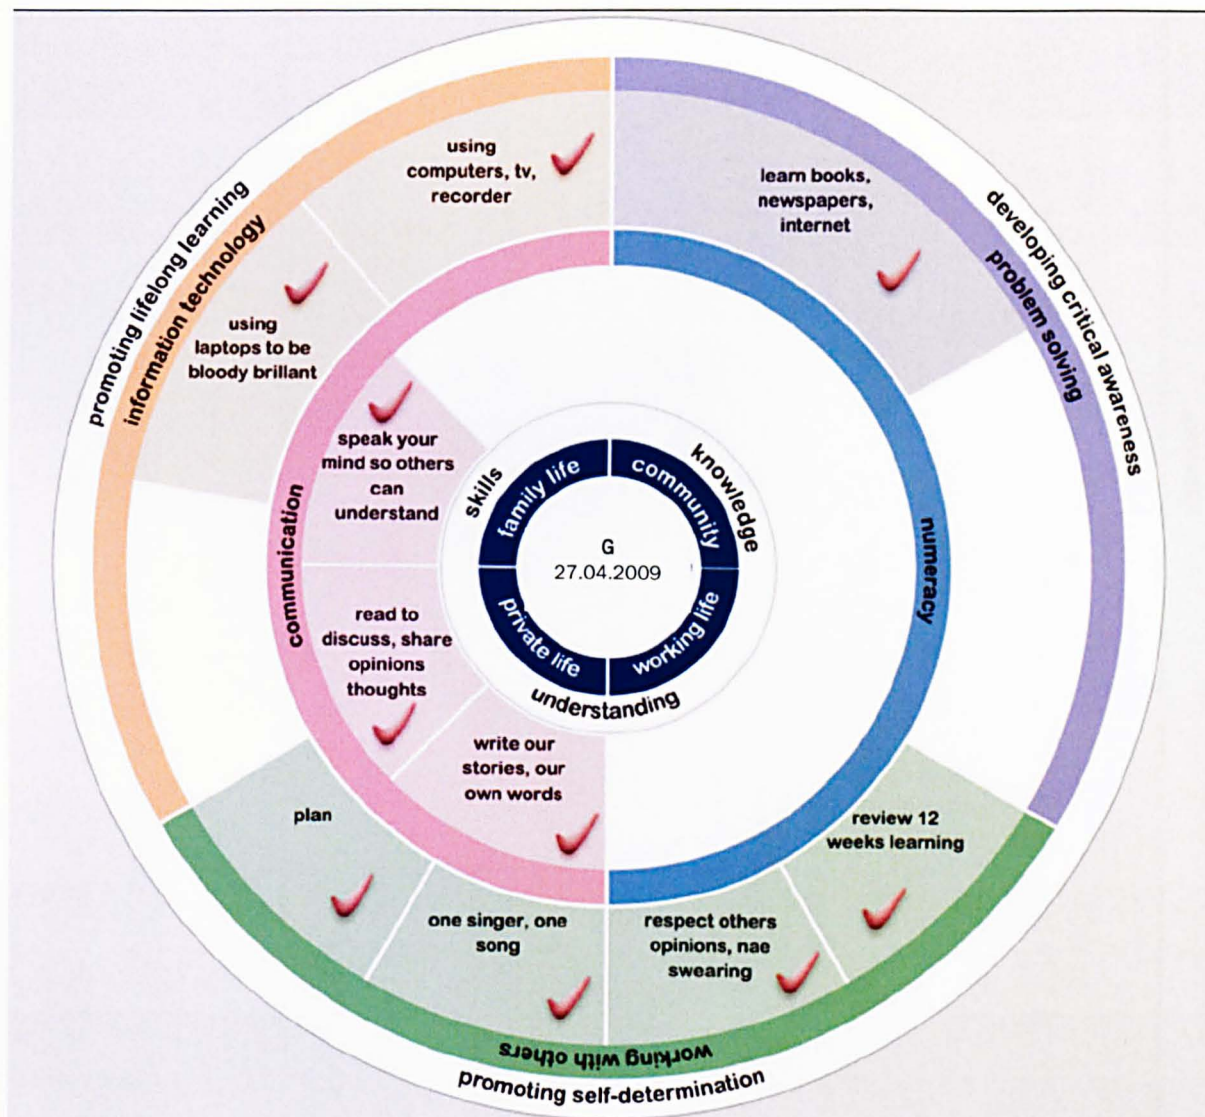 promoting lifelong learning
information technology
using
computers, tv,
recorder
using
laptops to be
bloody brillant
developing critical awareness
problem solving
learn books,
newspapers,
internet
communication
speak your
mind so others
can
understand
read to
discuss, share
opinions
thoughts
write our
stories, our
own words
numeracy
skills
knowledge
understanding
family life
community
private life
working life
G
27.04.2009
plan
one singer, one
song
respect others
opinions, nae
swearing
review 12
weeks learning
working with others
promoting self-determination